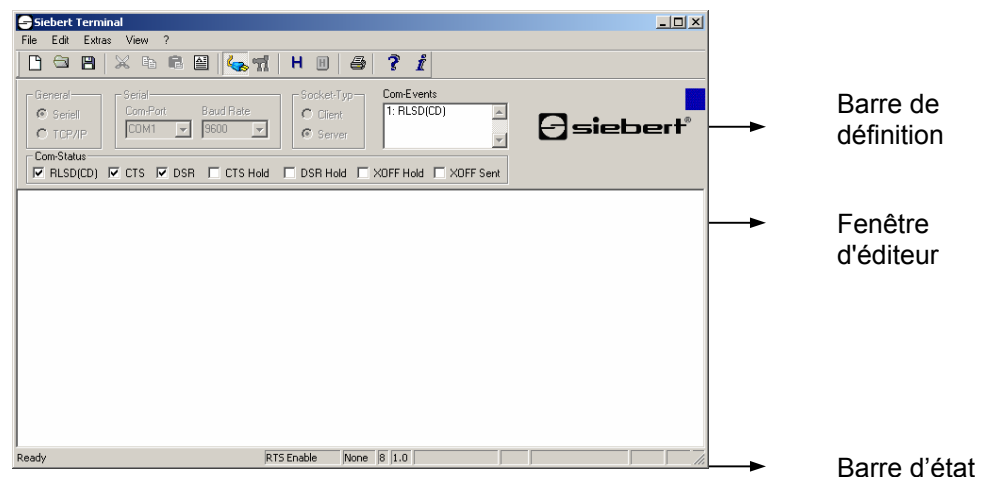 Siebert Terminal
File Edit Extras View ?
H H ? i
General Serial Socket-Typ Com-Events
Seriell Com-Port Baud Rate Client 1: RLSD(CD)
TCP/IP COM1 9600 Server
siebert®
Barre de
définition
Com-Status
RLSD(CD) CTS DSR CTS Hold DSR Hold XOFF Hold XOFF Sent
Fenêtre
d'éditeur
Ready RTS Enable None 8 1.0
Barre d’état